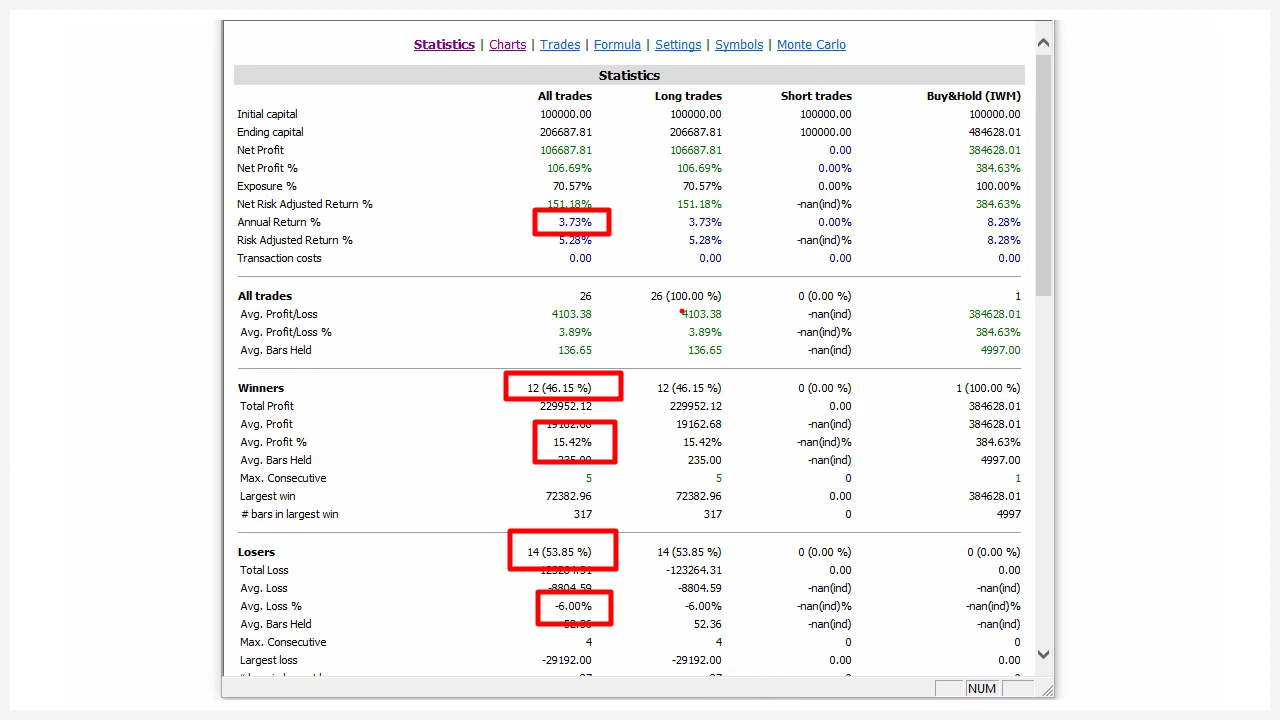 Statistics | Charts | Trades | Formula | Settings | Symbols | Monte Carlo
Statistics
All trades Long trades Short trades Buy&Hold (IWM)
Initial capital 100000.00 100000.00 100000.00 100000.00
Ending capital 206687.81 206687.81 100000.00 484628.01
Net Profit 106687.81 106687.81 0.00 384628.01
Net Profit % 106.69% 106.69% 0.00% 384.63%
Exposure % 70.57% 70.57% 0.00% 100.00%
Net Risk Adjusted Return % 151.18% 151.18% -nan(ind)% 384.63%
Annual Return % 3.73% 3.73% 0.00% 8.28%
Risk Adjusted Return % 5.28% 5.28% -nan(ind)% 8.28%
Transaction costs 0.00 0.00 0.00 0.00
All trades 26 26 (100.00 %) 0 (0.00 %) 1
Avg. Profit/Loss 4103.38 4103.38 -nan(ind) 384628.01
Avg. Profit/Loss % 3.89% 3.89% -nan(ind)% 384.63%
Avg. Bars Held 136.65 136.65 -nan(ind) 4997.00
Winners 12 (46.15 %) 12 (46.15 %) 0 (0.00 %) 1 (100.00 %)
Total Profit 229952.12 229952.12 0.00 384628.01
Avg. Profit 19162.68 19162.68 -nan(ind) 384628.01
Avg. Profit % 15.42% 15.42% -nan(ind)% 384.63%
Avg. Bars Held 235.00 235.00 -nan(ind) 4997.00
Max. Consecutive 5 5 0 1
Largest win 72382.96 72382.96 0.00 384628.01
# bars in largest win 317 317 0 4997
Losers 14 (53.85 %) 14 (53.85 %) 0 (0.00 %) 0 (0.00 %)
Total Loss -123264.31 -123264.31 0.00 0.00
Avg. Loss -8804.59 -8804.59 -nan(ind) -nan(ind)
Avg. Loss % -6.00% -6.00% -nan(ind)% -nan(ind)%
Avg. Bars Held 52.36 52.36 -nan(ind) -nan(ind)
Max. Consecutive 4 4 0 0
Largest loss -29192.00 -29192.00 0.00 0.00
NUM